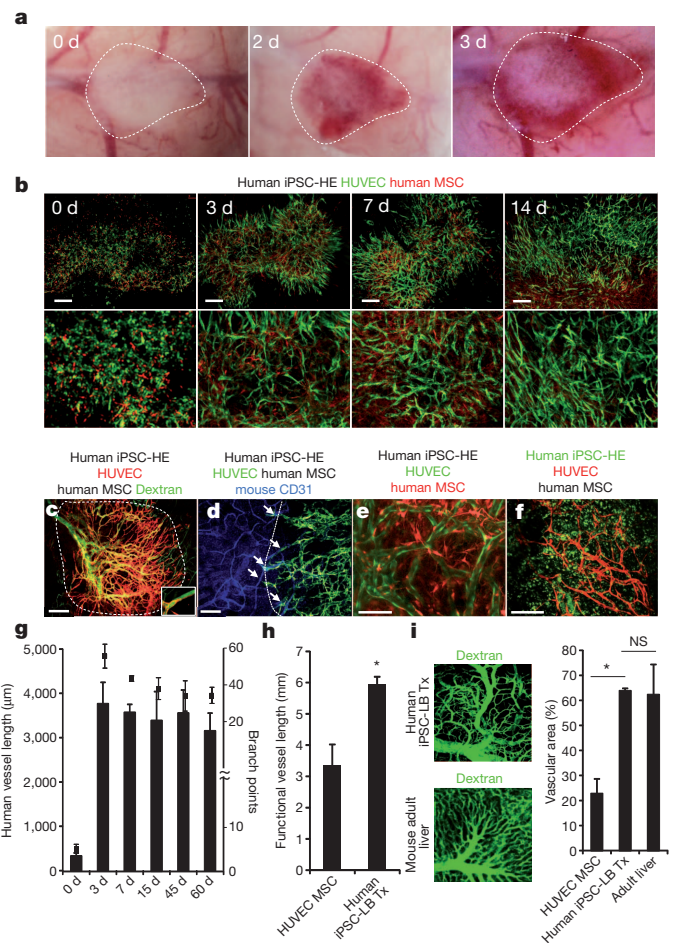 a
0 d
2 d
3 d
b
Human iPSC-HE HUVEC human MSC
0 d
3 d
7 d
14 d
Human iPSC-HE
HUVEC
human MSC Dextran
Human iPSC-HE
HUVEC human MSC
mouse CD31
Human iPSC-HE
HUVEC
human MSC
Human iPSC-HE
HUVEC
human MSC
c
d
e
f
g
Human vessel length (μm)
5,000
4,000
3,000
2,000
1,000
0
60
40
20
≈
10
0
Branch points
0 d
3 d
7 d
15 d
45 d
60 d
h
Functional vessel length (mm)
7
6
5
4
3
2
1
0
*
HUVEC MSC
Human
iPSC-LB Tx
i
Dextran
Human
iPSC-LB Tx
Dextran
Mouse adult
liver
Vascular area (%)
80
70
60
50
40
30
20
10
0
NS
*
HUVEC MSC
Human iPSC-LB Tx
Adult liver